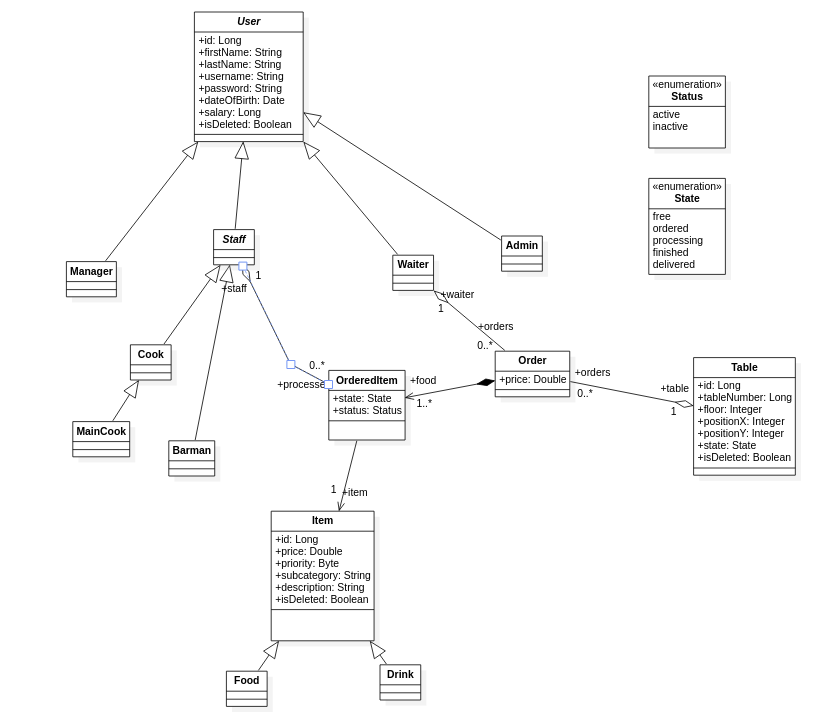 User
+id: Long
+firstName: String
+lastName: String
+username: String
+password: String
+dateOfBirth: Date
+salary: Long
+isDeleted: Boolean
«enumeration»
Status
active
inactive
«enumeration»
State
free
ordered
processing
finished
delivered
Manager
Staff
Waiter
Admin
1
+staff
+waiter
1
+orders
0..*
Cook
MainCook
Barman
0..*
+processe
OrderedItem
+state: State
+status: Status
+food
1..*
Order
+price: Double
+orders
0..*
+table
1
Table
+id: Long
+tableNumber: Long
+floor: Integer
+positionX: Integer
+positionY: Integer
+state: State
+isDeleted: Boolean
1
+item
Item
+id: Long
+price: Double
+priority: Byte
+subcategory: String
+description: String
+isDeleted: Boolean
Food
Drink